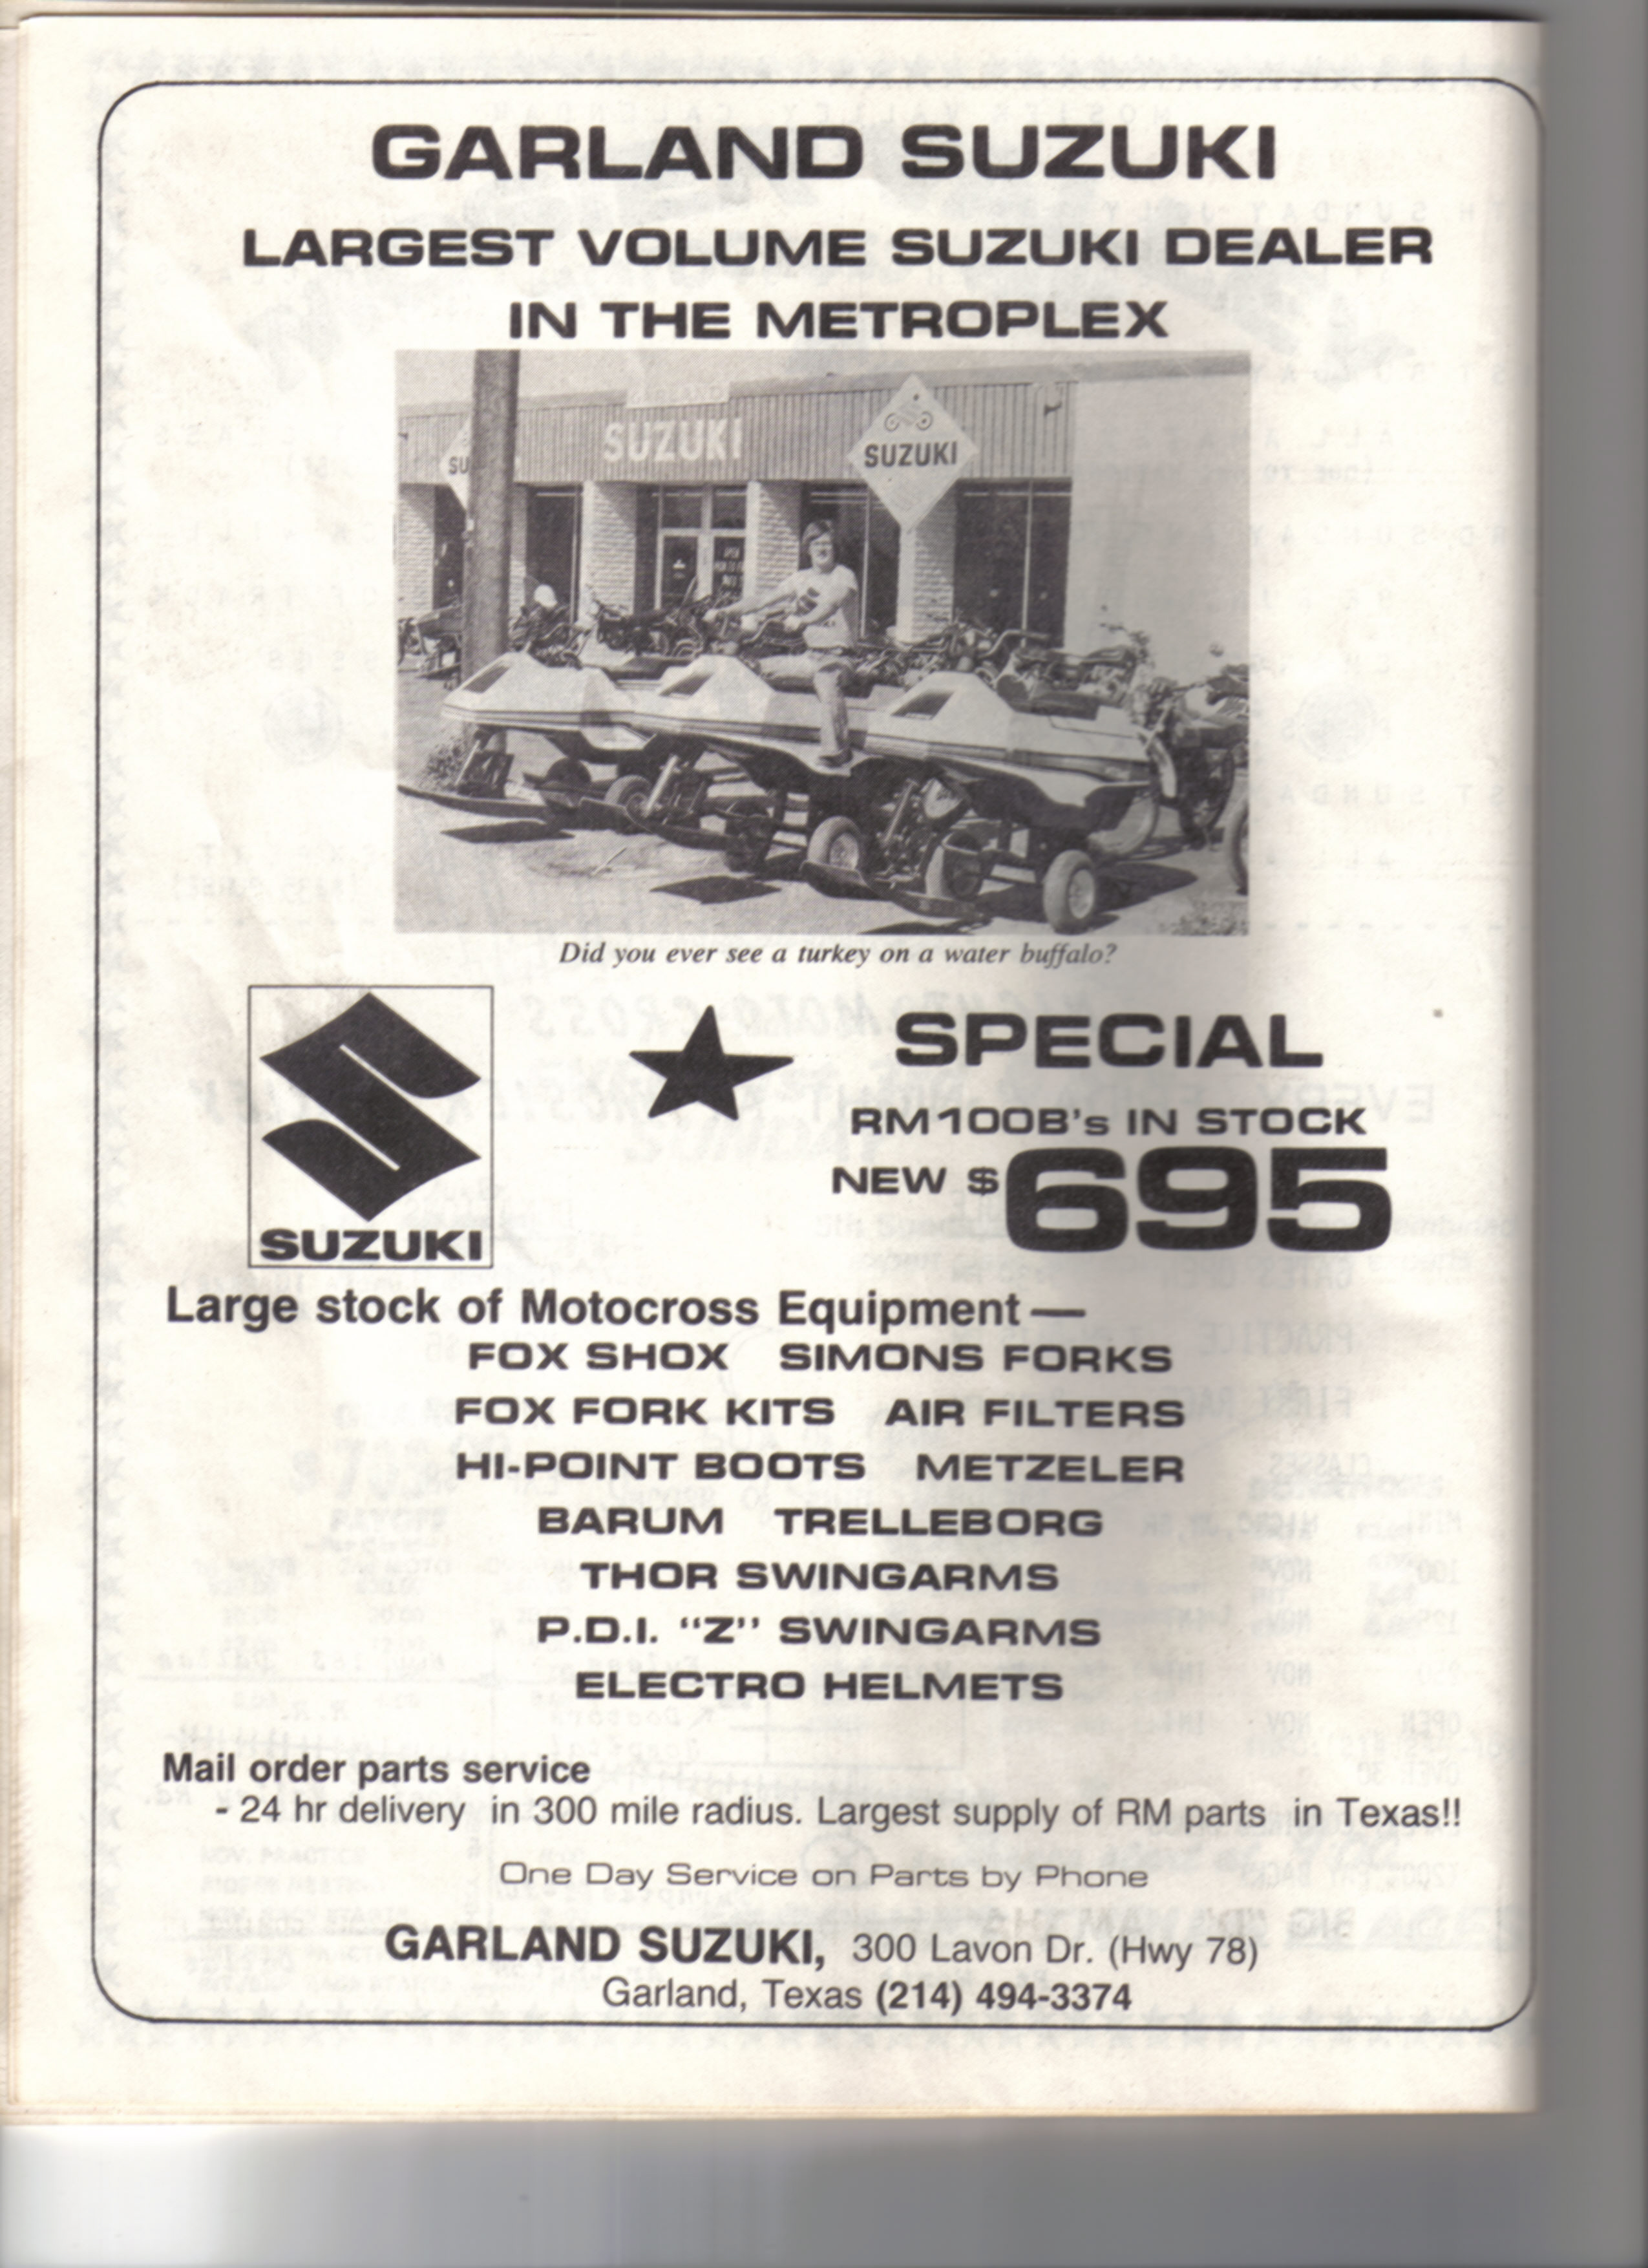 GARLAND SUZUKI
LARGEST VOLUME SUZUKI DEALER
IN THE METROPLEX
SUZUKI
SUZUKI
Did you ever see a turkey on a water buffalo?
SUZUKI
SPECIAL
RM100B's IN STOCK
NEW $695
Large stock of Motocross Equipment —
FOX SHOX SIMONS FORKS
FOX FORK KITS AIR FILTERS
HI-POINT BOOTS METZELER
BARUM TRELLEBORG
THOR SWINGARMS
P.D.I. “Z” SWINGARMS
ELECTRO HELMETS
Mail order parts service
- 24 hr delivery in 300 mile radius. Largest supply of RM parts in Texas!!
One Day Service on Parts by Phone
GARLAND SUZUKI, 300 Lavon Dr. (Hwy 78)
Garland, Texas (214) 494-3374